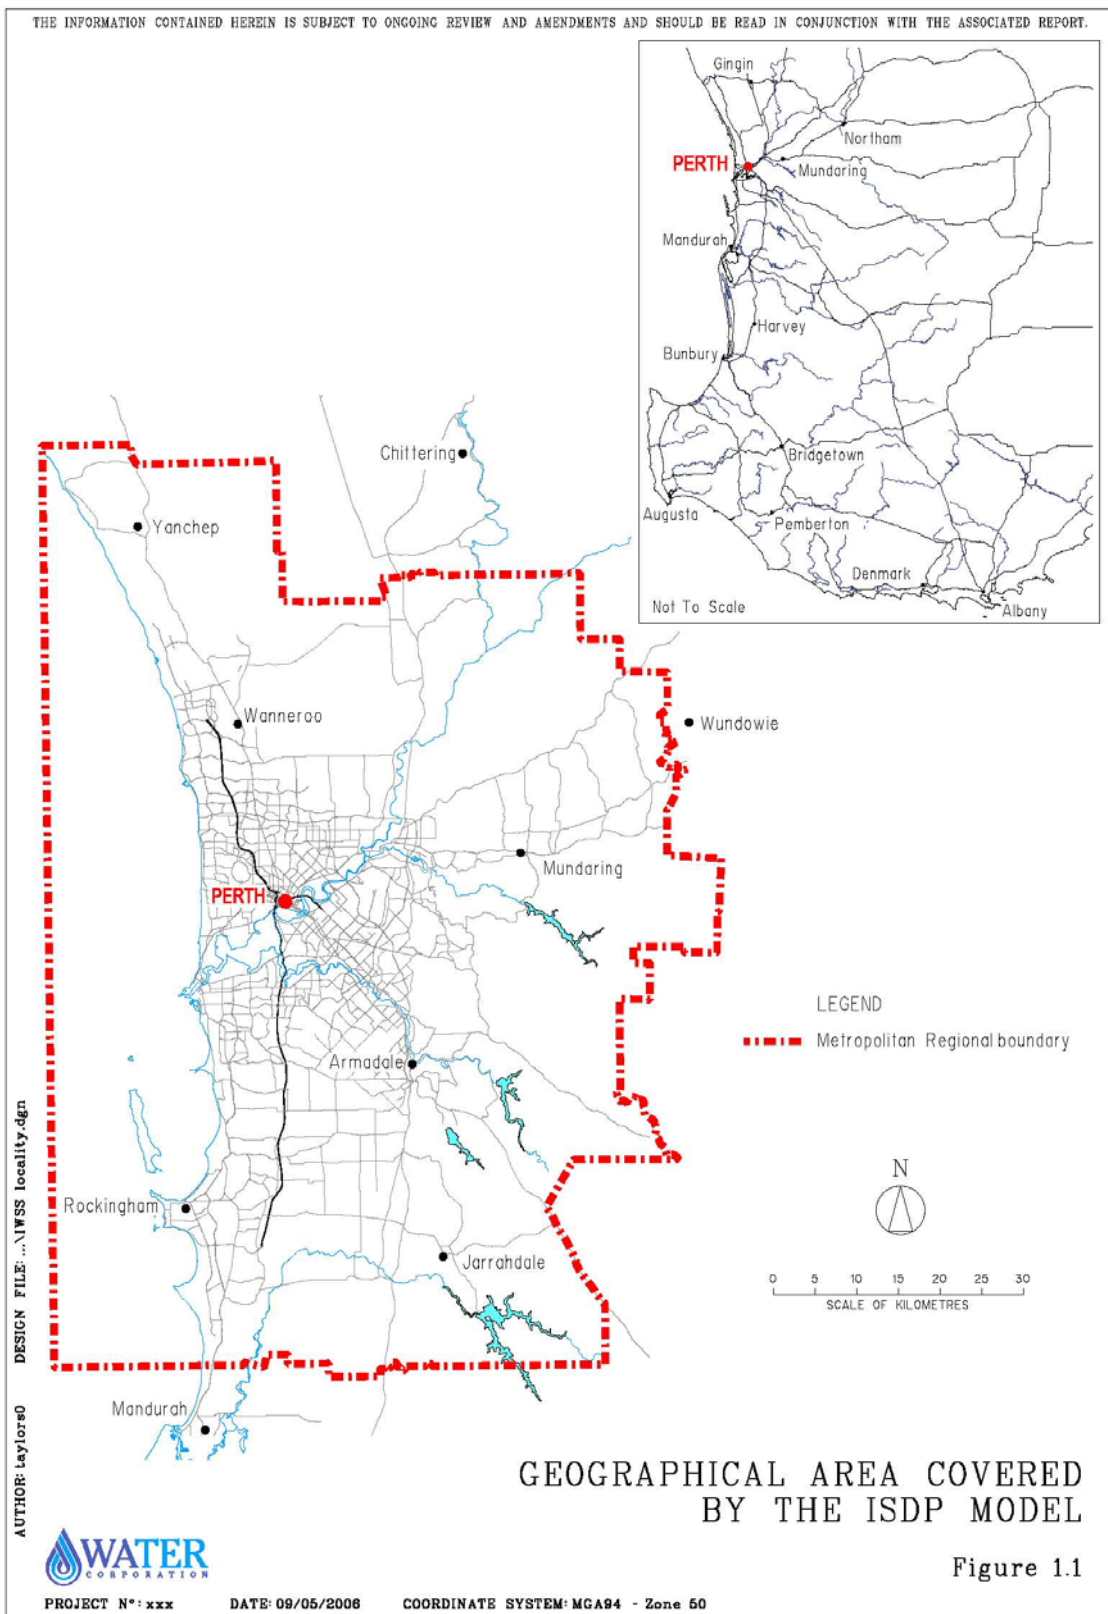 THE INFORMATION CONTAINED HEREIN IS SUBJECT TO ONGOING REVIEW AND AMENDMENTS AND SHOULD BE READ IN CONJUNCTION WITH THE ASSOCIATED REPORT.
Gingin
Northam
PERTH
Mundaring
Mandurah
Harvey
Bunbury
Bridgetown
Augusta
Pemberton
Denmark
Albany
Not To Scale
Chittering
Yanchep
Wanneroo
Wundowie
Mundaring
PERTH
LEGEND
Metropolitan Regional boundary
Armadale
N
Rockingham
Jarrahdale
0 5 10 15 20 25 30
SCALE OF KILOMETRES
Mandurah
GEOGRAPHICAL AREA COVERED
BY THE ISDP MODEL
Figure 1.1
WATER
CORPORATION
PROJECT Nº: xxx DATE: 09/05/2006 COORDINATE SYSTEM: MGA94 - Zone 50
AUTHOR: taylors0 DESIGN FILE: ...\IWSS locality.dgn